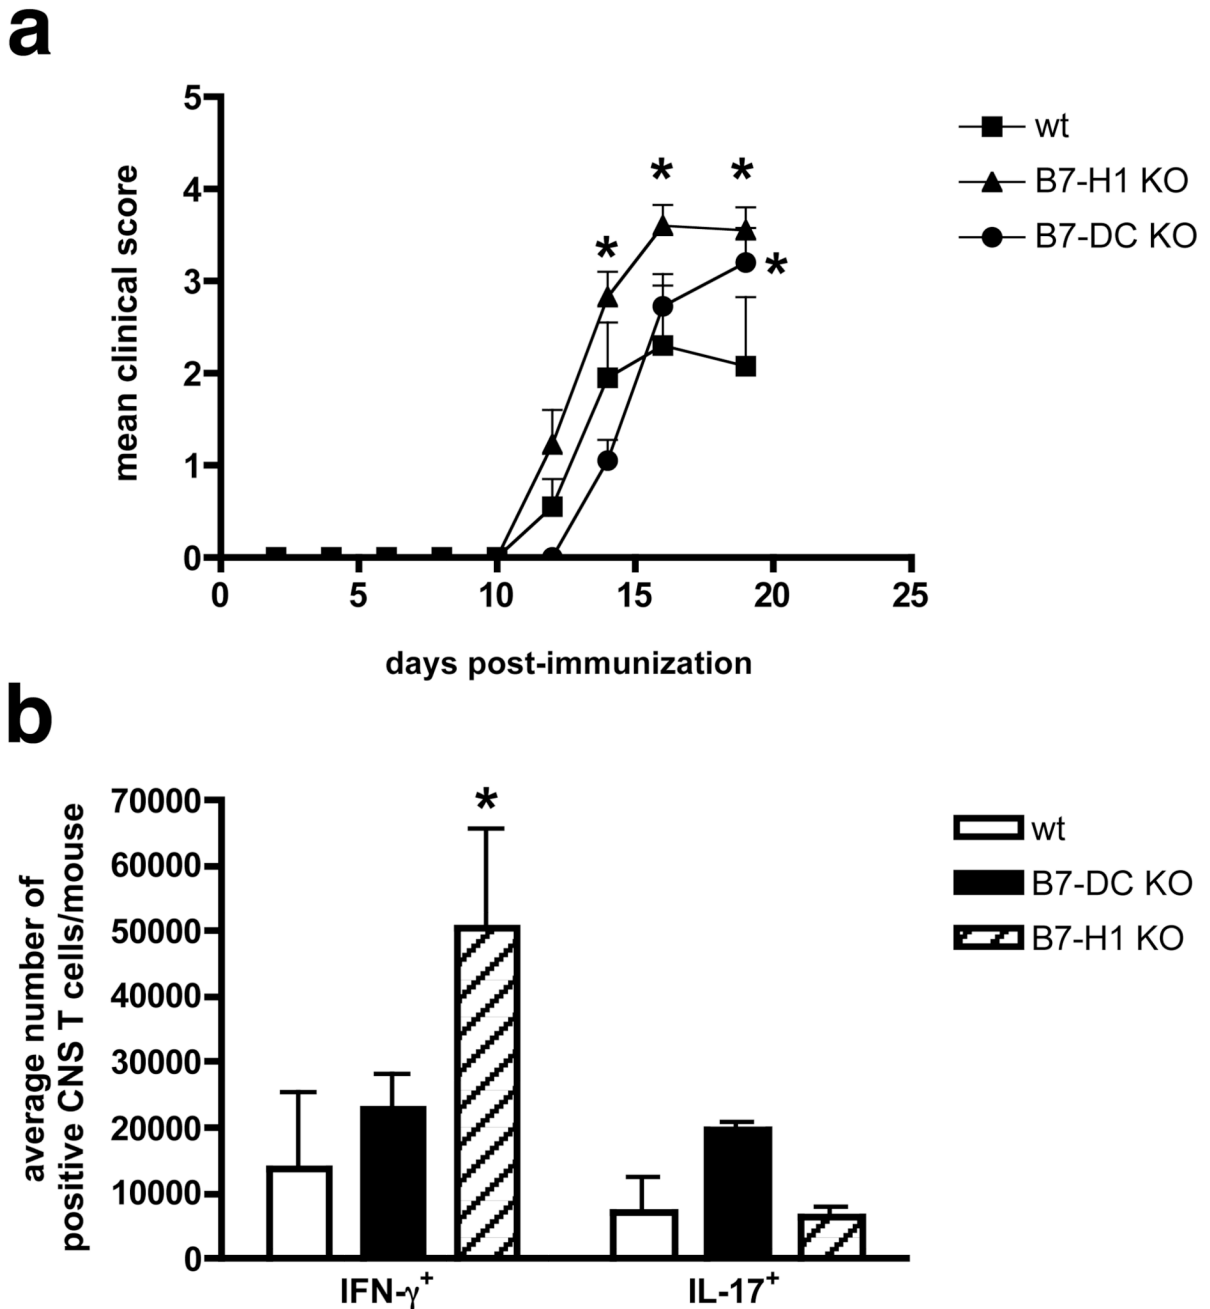 a
5
4
3
2
1
0
mean clinical score
* * * *
0 5 10 15 20 25
days post-immunization
wt
B7-H1 KO
B7-DC KO
b
70000
60000
50000
40000
30000
20000
10000
0
average number of
positive CNS T cells/mouse
*
IFN-γ+ IL-17+
wt
B7-DC KO
B7-H1 KO